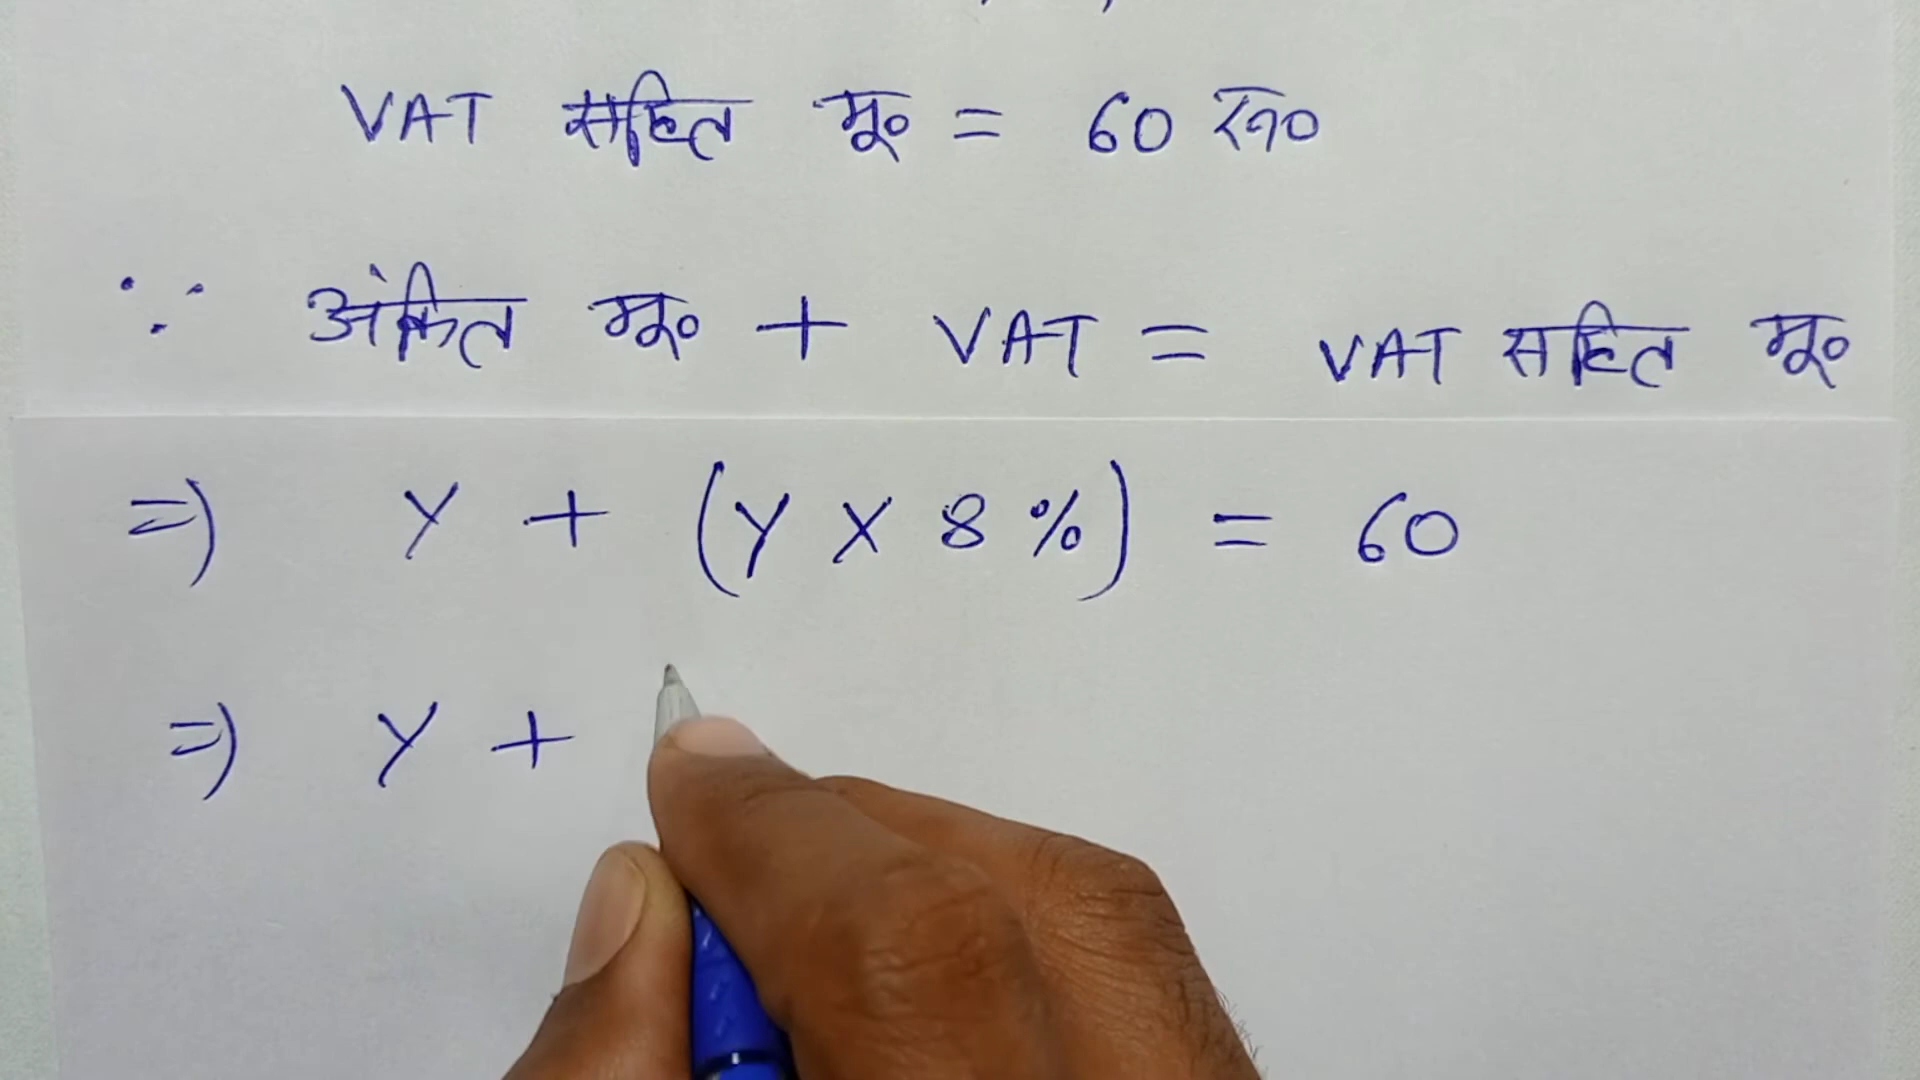 VAT सहित मू० = 60 रू०
∵ अंकित मू० + VAT = VAT सहित मू०
=) Y + (Y X 8 %) = 60
=) Y +